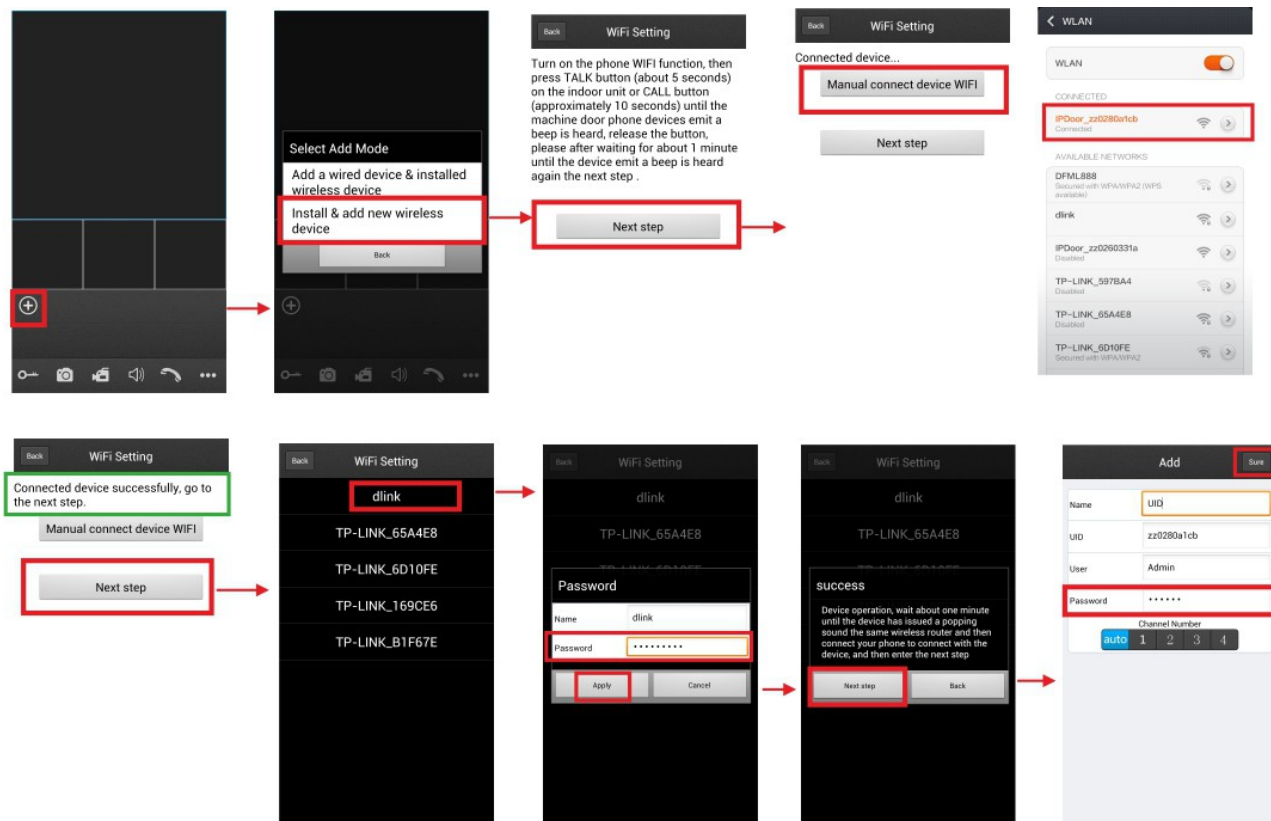 Select Add Mode
Add a wired device & installed
wireless device
Install & add new wireless
device
Back
Back
WiFi Setting
Turn on the phone WIFI function, then
press TALK button (about 5 seconds)
on the indoor unit or CALL button
(approximately 10 seconds) until the
machine door phone devices emit a
beep is heard, release the button,
please after waiting for about 1 minute
until the device emit a beep is heard
again the next step .
Next step
Back
WiFi Setting
Connected device...
Manual connect device WIFI
Next step
WLAN
WLAN
CONNECTED
IPDoor_zz0280a1cb
Connected
AVAILABLE NETWORKS
DFML888
Secured with WPA/WPA2 (WPS
available)
dlink
IPDoor_zz0260331a
Disabled
TP-LINK_597BA4
Disabled
TP-LINK_65A4E8
Disabled
TP-LINK_6D10FE
Secured with WPA/WPA2
Back
WiFi Setting
Connected device successfully, go to
the next step.
Manual connect device WIFI
Next step
Back
WiFi Setting
dlink
TP-LINK_65A4E8
TP-LINK_6D10FE
TP-LINK_169CE6
TP-LINK_B1F67E
Back
WiFi Setting
dlink
TP-LINK_65A4E8
Password
Name
dlink
Password
Apply
Cancel
Back
WiFi Setting
dlink
TP-LINK_65A4E8
success
Device operation, wait about one minute
until the device has issued a popping
sound the same wireless router and then
connect your phone to connect with the
device, and then enter the next step
Next step
Back
Add
Sure
Name
UID
UID
zz0280a1cb
User
Admin
Password
Channel Number
auto 1 2 3 4